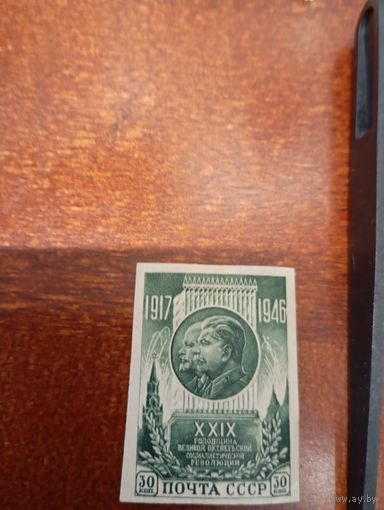 1917 1946
XXIX
ГОДОВЩИНА
ВЕЛИКОЙ ОКТЯБРЬСКОЙ
СОЦИАЛИСТИЧЕСКОЙ
РЕВОЛЮЦИИ
30 КОП ПОЧТА СССР 30 КОП
www.ay.by